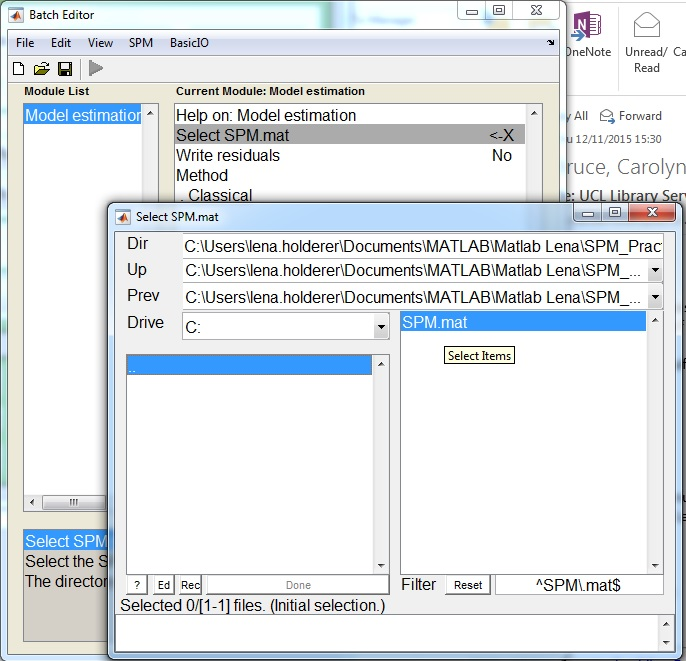 Batch Editor
File Edit View SPM BasicIO
OneNote
Unread/ Ca
Read
Module List
Current Module: Model estimation
Model estimation
Help on: Model estimation
Select SPM.mat <-X
Write residuals No
Method
. Classical
y All Forward
u 12/11/2015 15:30
ruce, Carolyn
e: UCL Library Serv
Select SPM.mat
Dir C:\Users\lena.holderer\Documents\MATLAB\Matlab Lena\SPM_Pract
Up C:\Users\lena.holderer\Documents\MATLAB\Matlab Lena\SPM_...
Prev C:\Users\lena.holderer\Documents\MATLAB\Matlab Lena\SPM_...
Drive C:
SPM.mat
Select Items
..
Select SPM
Select the S
The director
? Ed Rec Done
Filter Reset ^SPM\.mat$
Selected 0/[1-1] files. (Initial selection.)